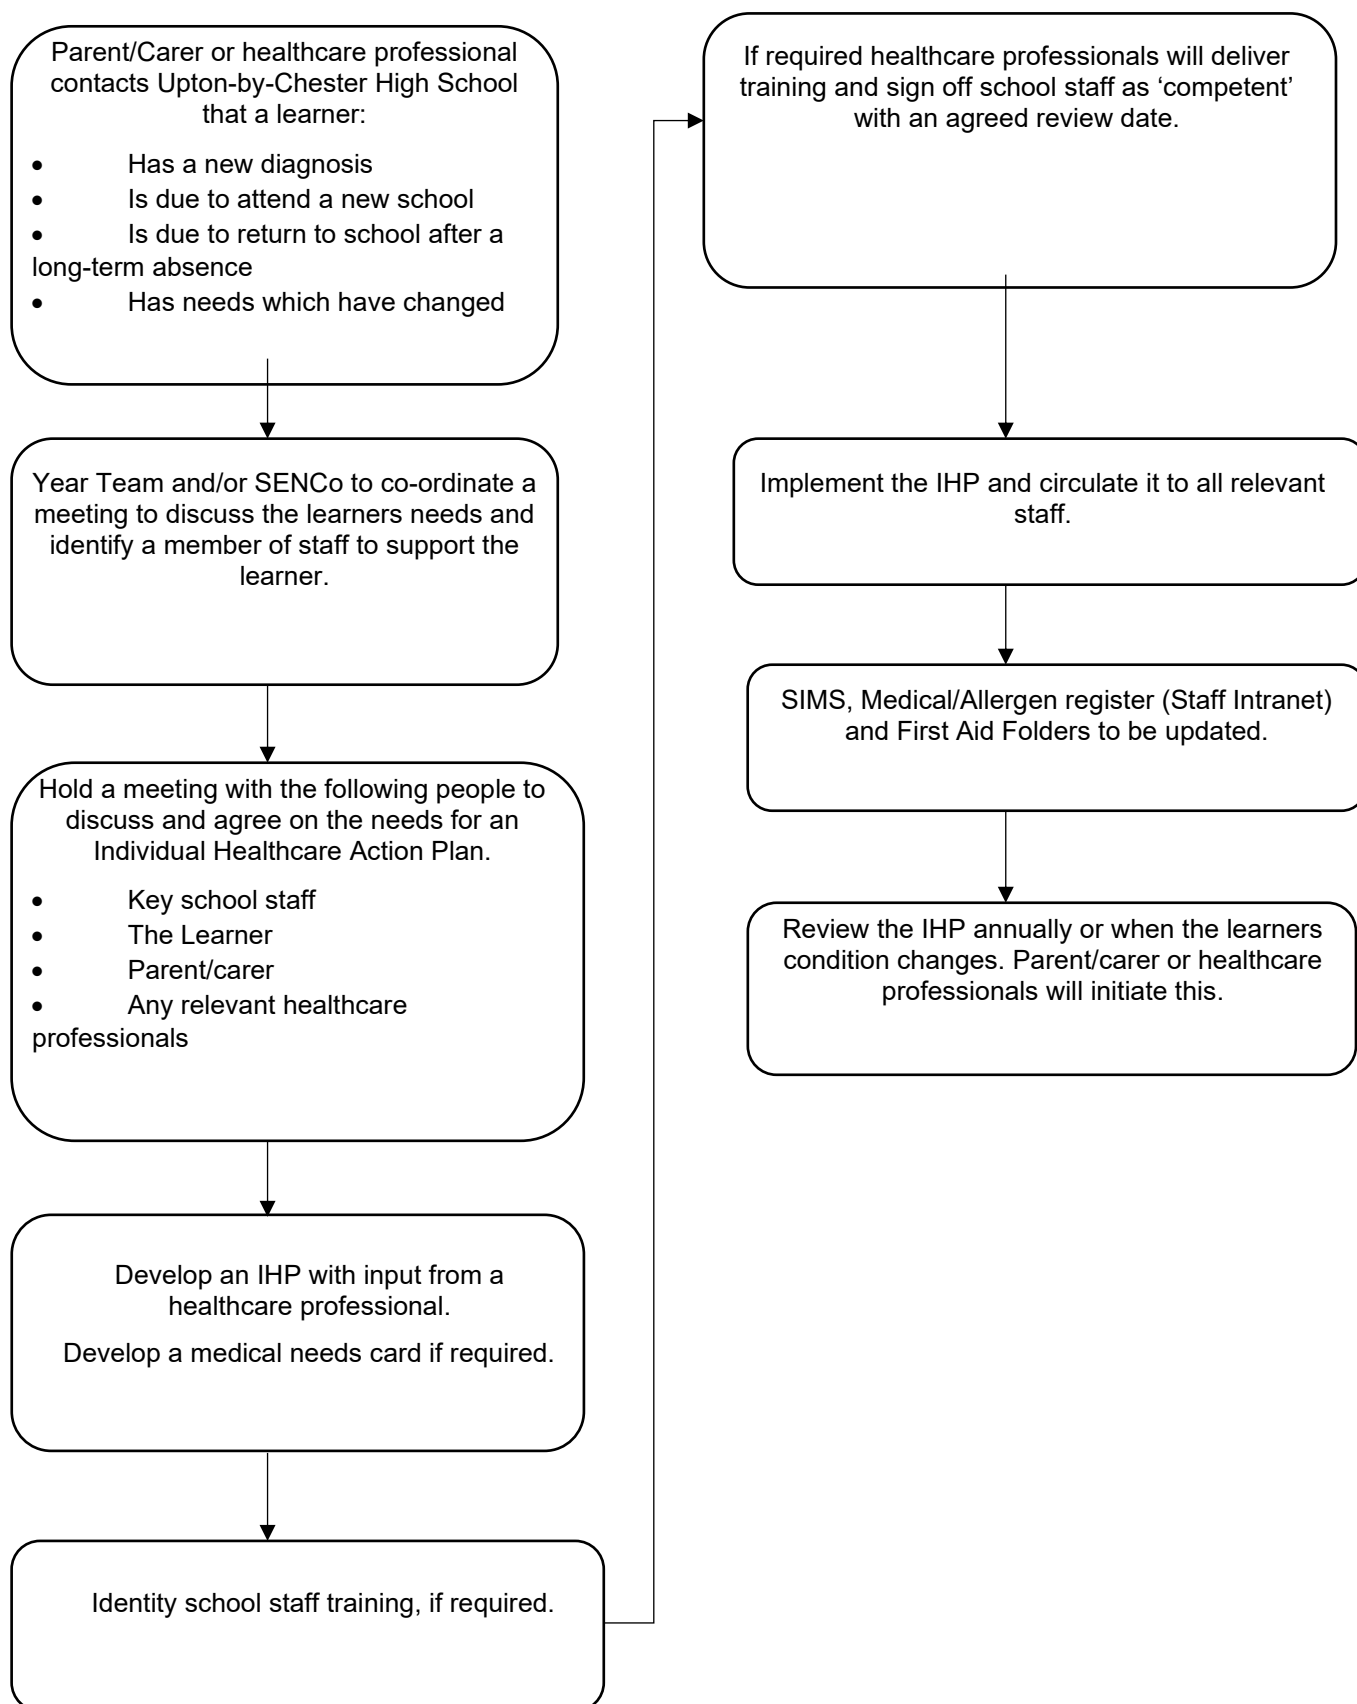 Parent/Carer or healthcare professional
contacts Upton-by-Chester High School
that a learner:
• Has a new diagnosis
• Is due to attend a new school
• Is due to return to school after a
long-term absence
• Has needs which have changed
Year Team and/or SENCo to co-ordinate a
meeting to discuss the learners needs and
identify a member of staff to support the
learner.
Hold a meeting with the following people to
discuss and agree on the needs for an
Individual Healthcare Action Plan.
• Key school staff
• The Learner
• Parent/carer
• Any relevant healthcare
professionals
Develop an IHP with input from a
healthcare professional.
Develop a medical needs card if required.
Identity school staff training, if required.
If required healthcare professionals will deliver
training and sign off school staff as ‘competent’
with an agreed review date.
Implement the IHP and circulate it to all relevant
staff.
SIMS, Medical/Allergen register (Staff Intranet)
and First Aid Folders to be updated.
Review the IHP annually or when the learners
condition changes. Parent/carer or healthcare
professionals will initiate this.